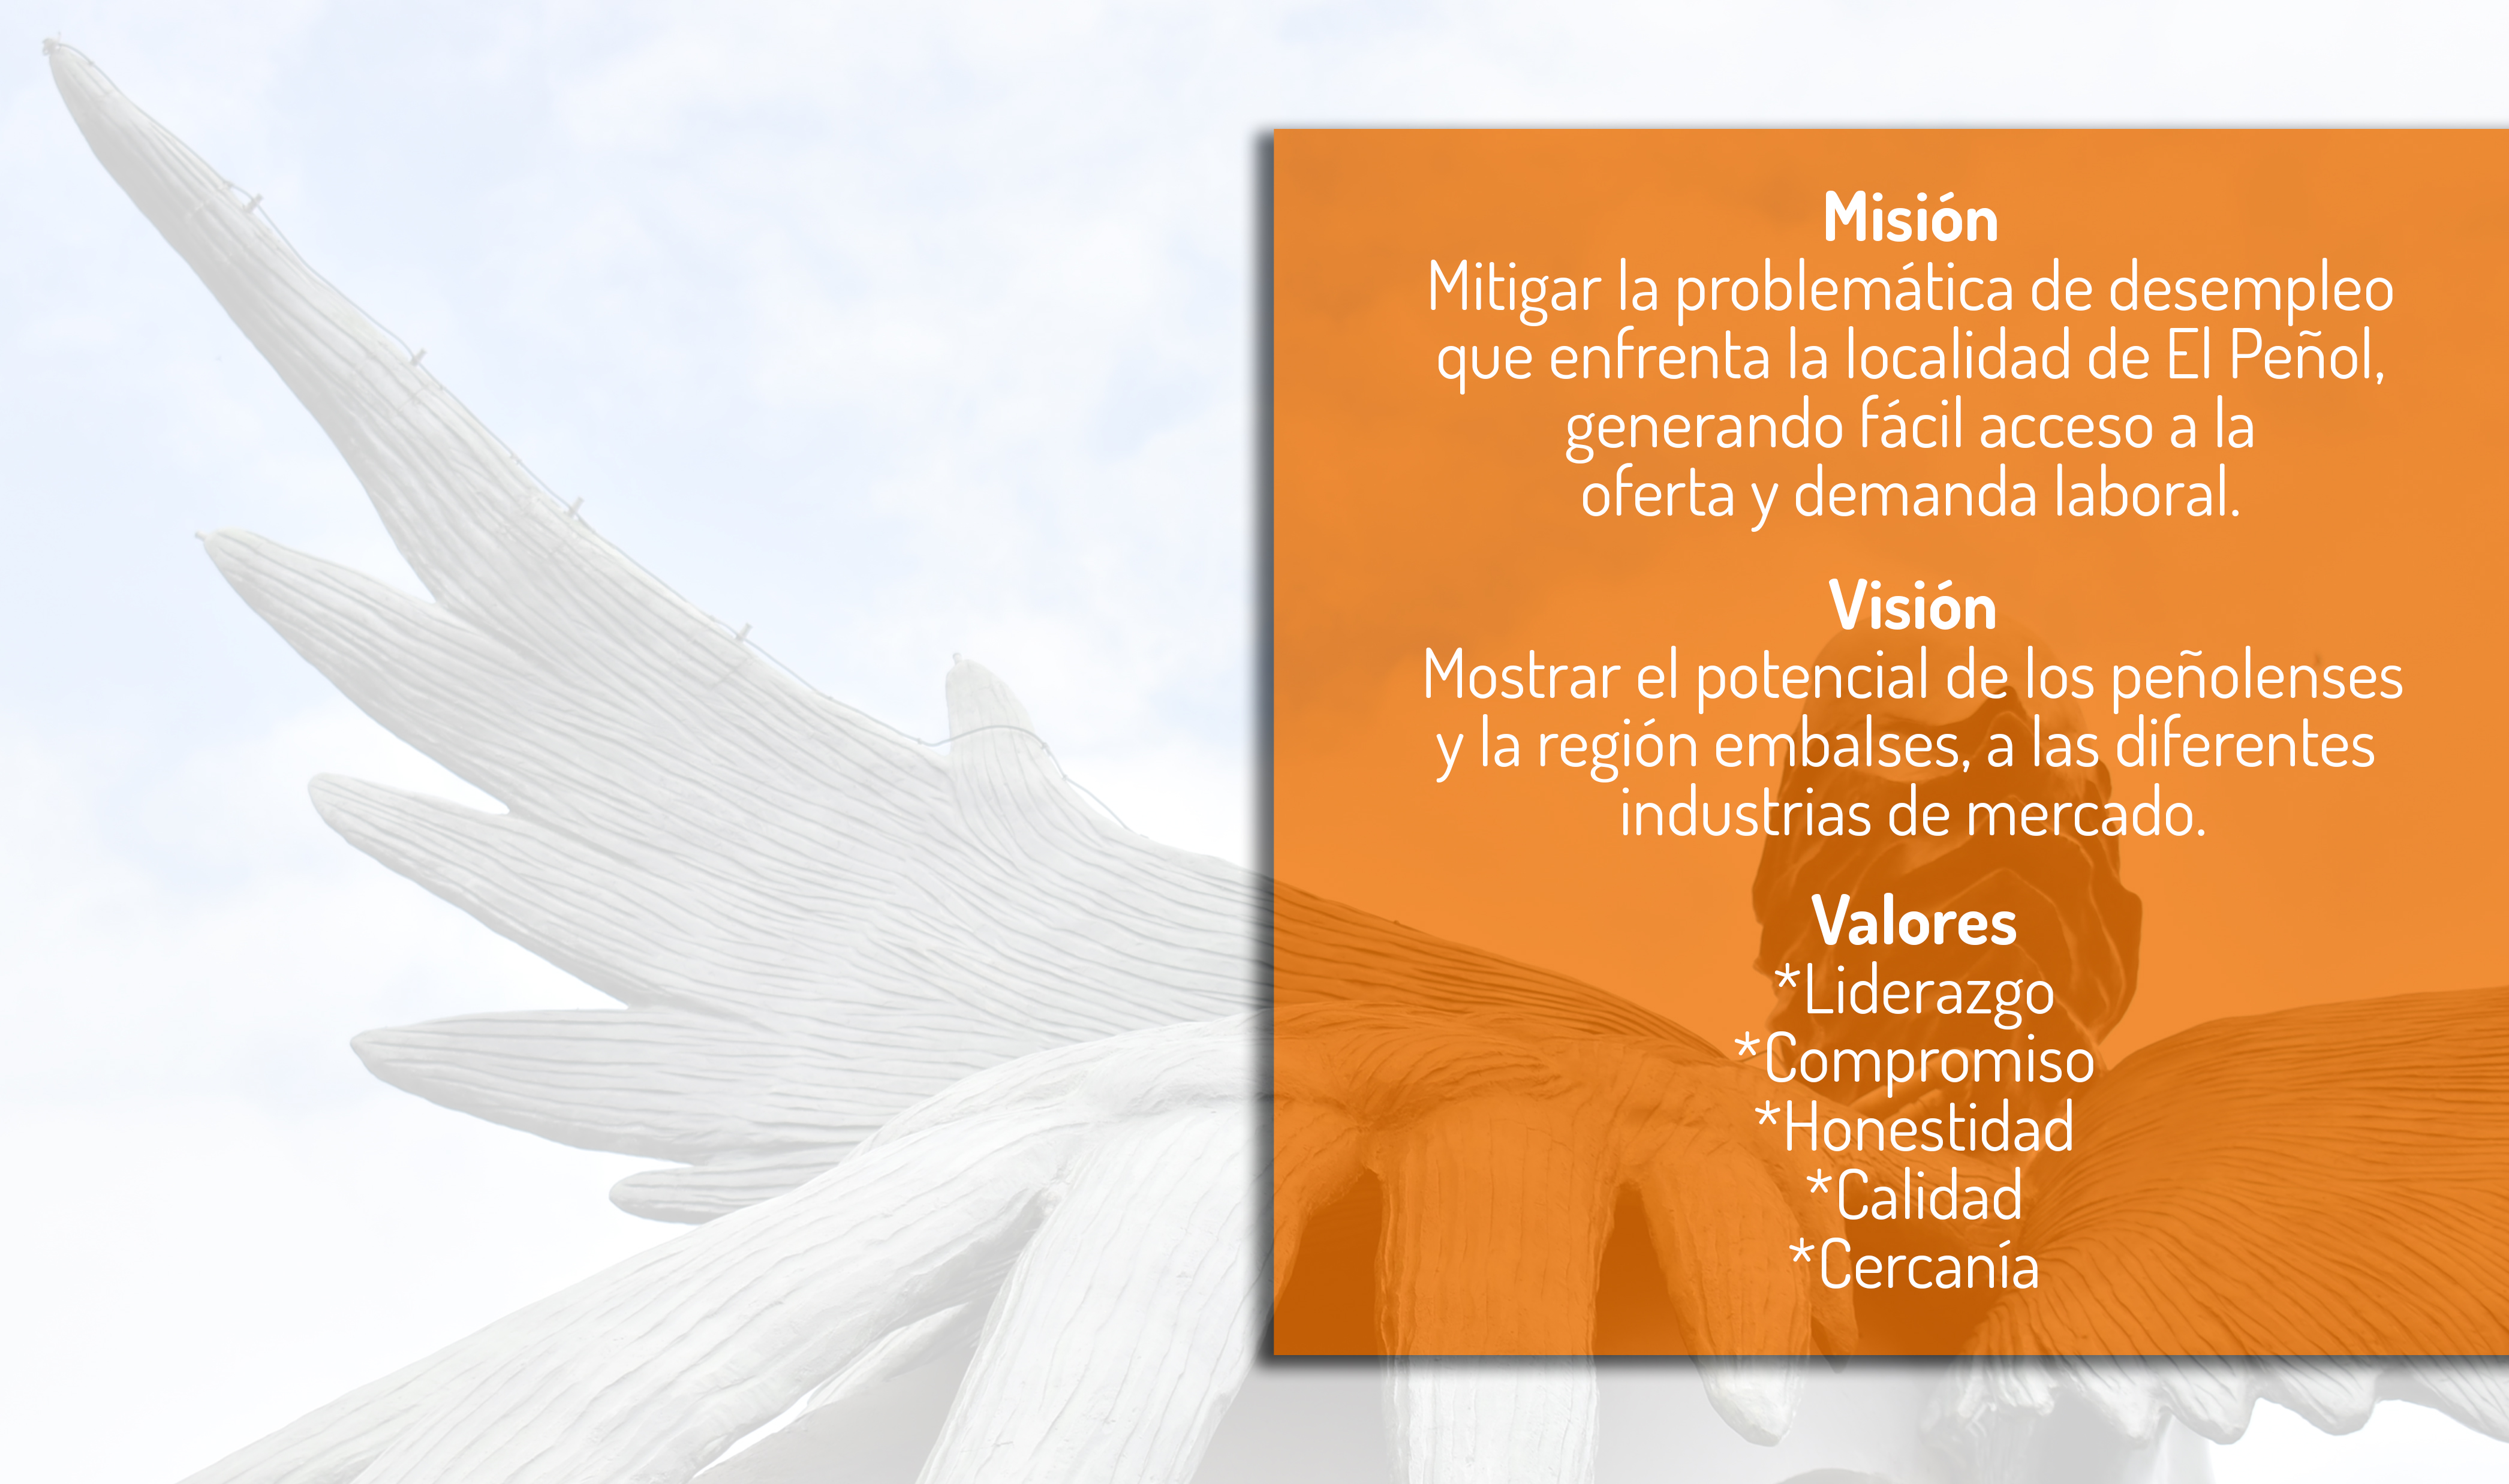 Misión
Mitigar la problemática de desempleo
que enfrenta la localidad de El Peñol,
generando fácil acceso a la
oferta y demanda laboral.
Visión
Mostrar el potencial de los peñolenses
y la región embalses, a las diferentes
industrias de mercado.
Valores
*Liderazgo
*Compromiso
*Honestidad
*Calidad
*Cercanía